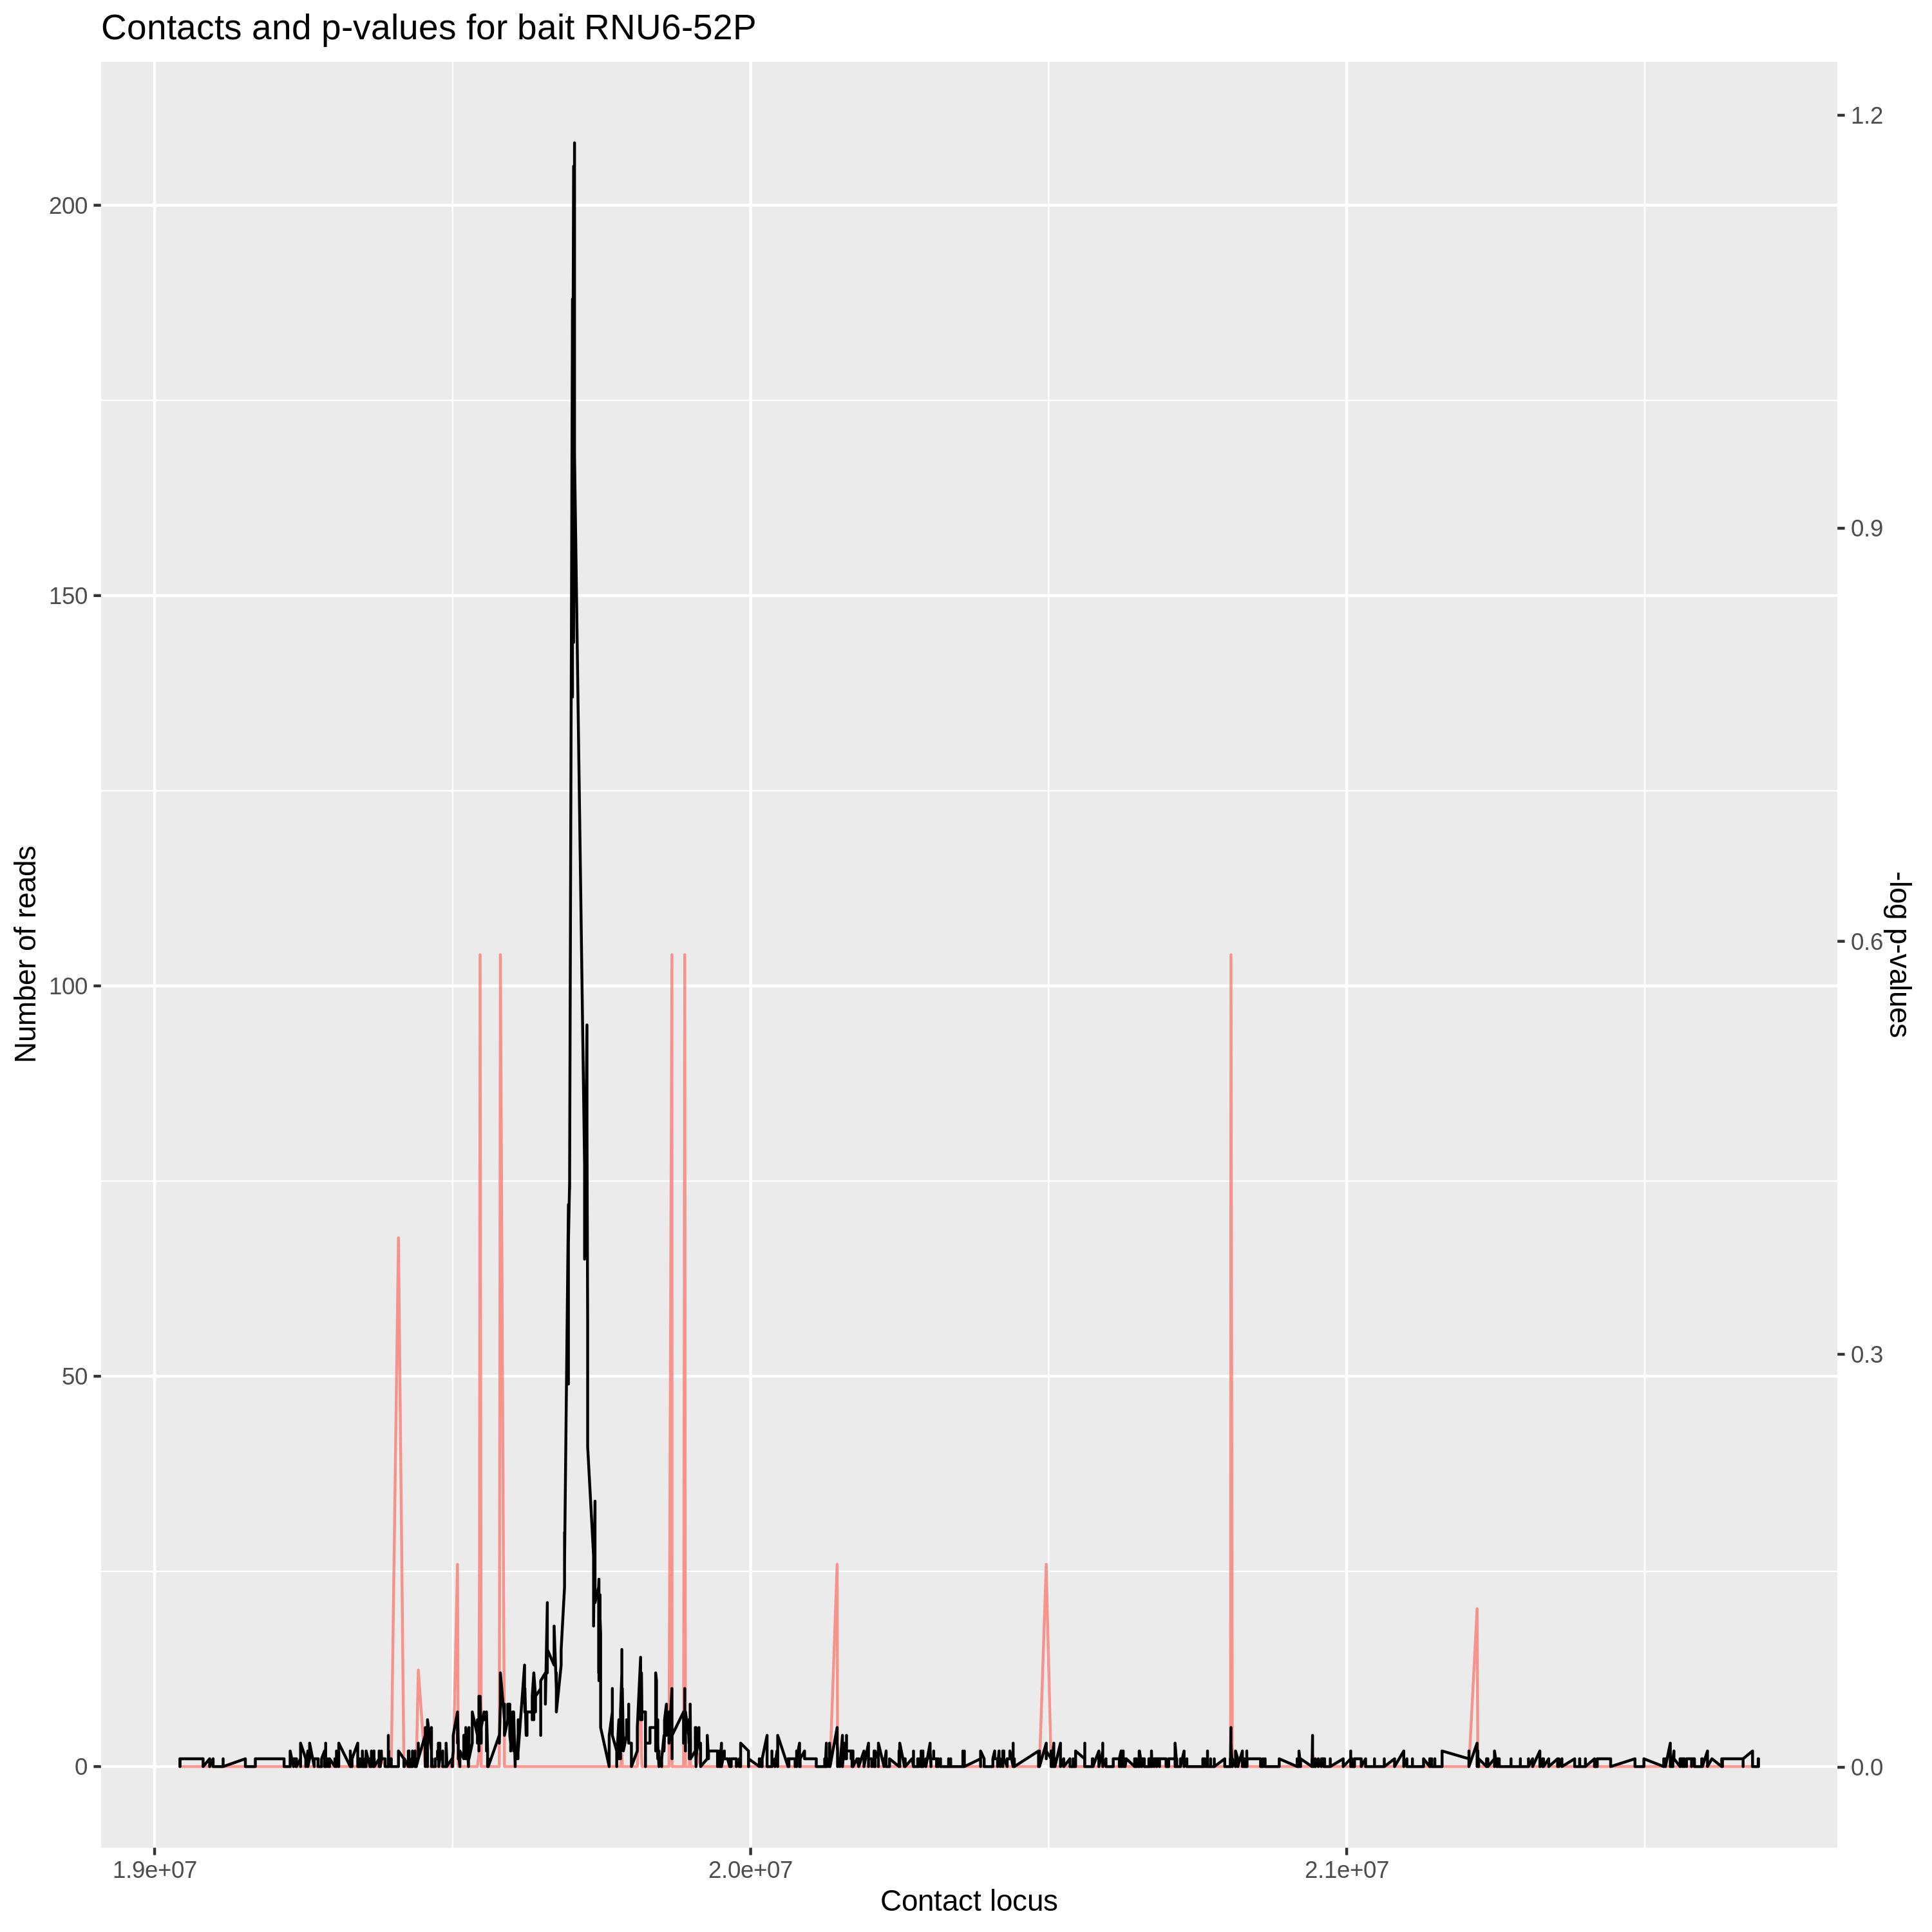 Contacts and p-values for bait RNU6-52P
1.2
200
0.9
150
0.6
100
Number of reads
-log p-values
0.3
50
0
0.0
1.9e+07
2.0e+07
2.1e+07
Contact locus